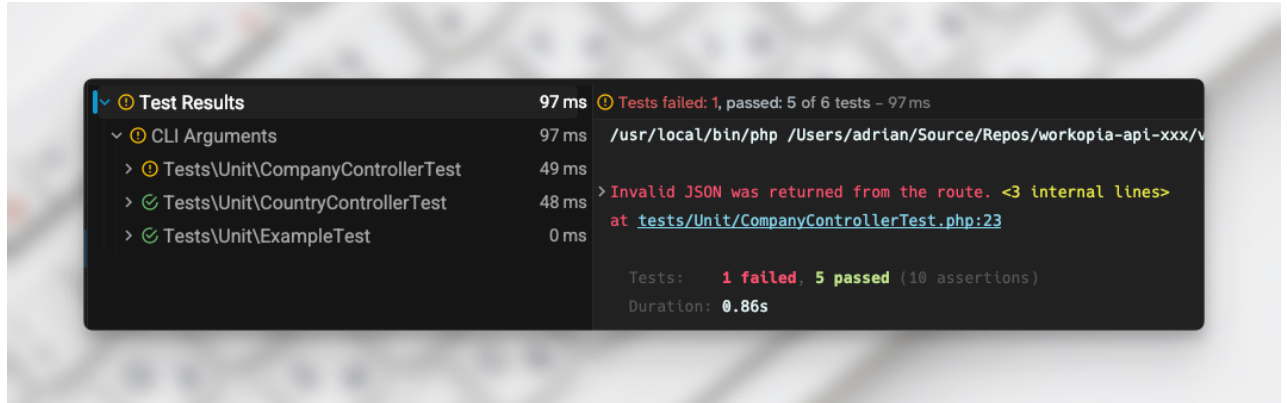 Test Results 97 ms
CLI Arguments 97 ms
Tests\Unit\CompanyControllerTest 49 ms
Tests\Unit\CountryControllerTest 48 ms
Tests\Unit\ExampleTest 0 ms
Tests failed: 1, passed: 5 of 6 tests – 97 ms
/usr/local/bin/php /Users/adrian/Source/Repos/workopia-api-xxx/v
Invalid JSON was returned from the route. <3 internal lines>
at tests/Unit/CompanyControllerTest.php:23
Tests: 1 failed, 5 passed (10 assertions)
Duration: 0.86s